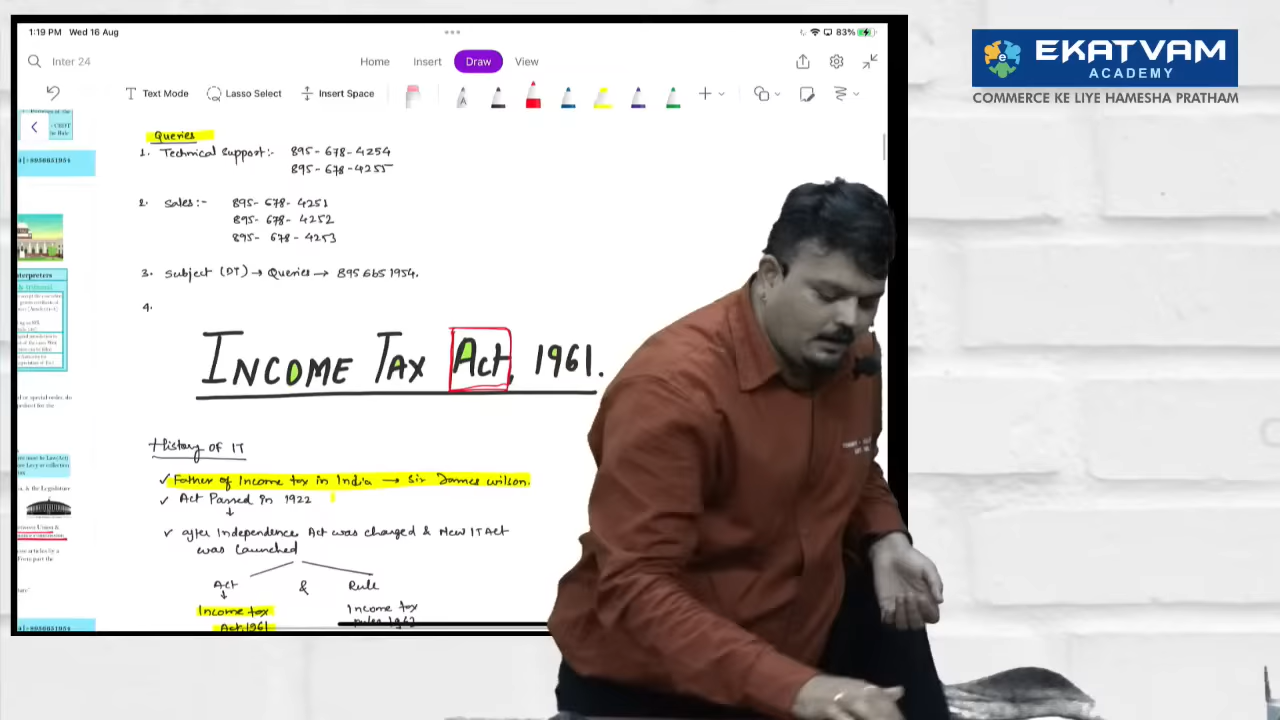 1:19 PM Wed 16 Aug
83%
Inter 24
Home
Insert
Draw
View
Text Mode
Lasso Select
Insert Space
EKATVAM
ACADEMY
COMMERCE KE LIYE HAMESHA PRATHAM
Queries
1. Technical support:- 895-678-4254
895-678-4255
2. Sales:- 895-678-4251
895-678-4252
895-678-4253
3. Subject (DT) → Queries → 895 665 1954.
4.
INCOME TAX Act, 1961.
History of IT
✓ Father of Income tax in India → Sir James wilson.
✓ Act Passed in 1922
✓ after Independence Act was changed & New IT Act
was launched
Act & Rule
Income tax Income tax
Act 1961 rules 1962